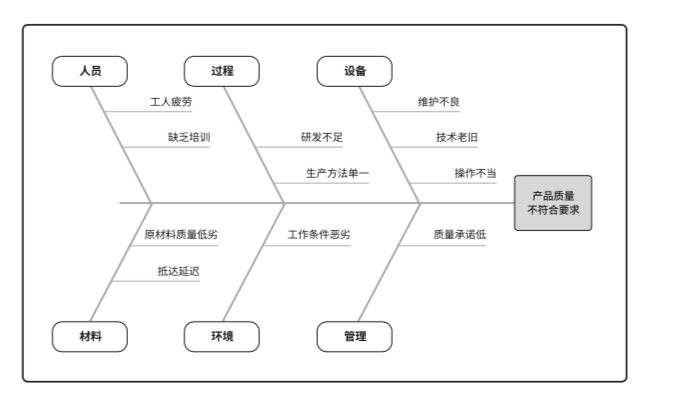 人员
过程
设备
工人疲劳
维护不良
缺乏培训
研发不足
技术老旧
生产方法单一
操作不当
产品质量
不符合要求
原材料质量低劣
工作条件恶劣
质量承诺低
抵达延迟
材料
环境
管理